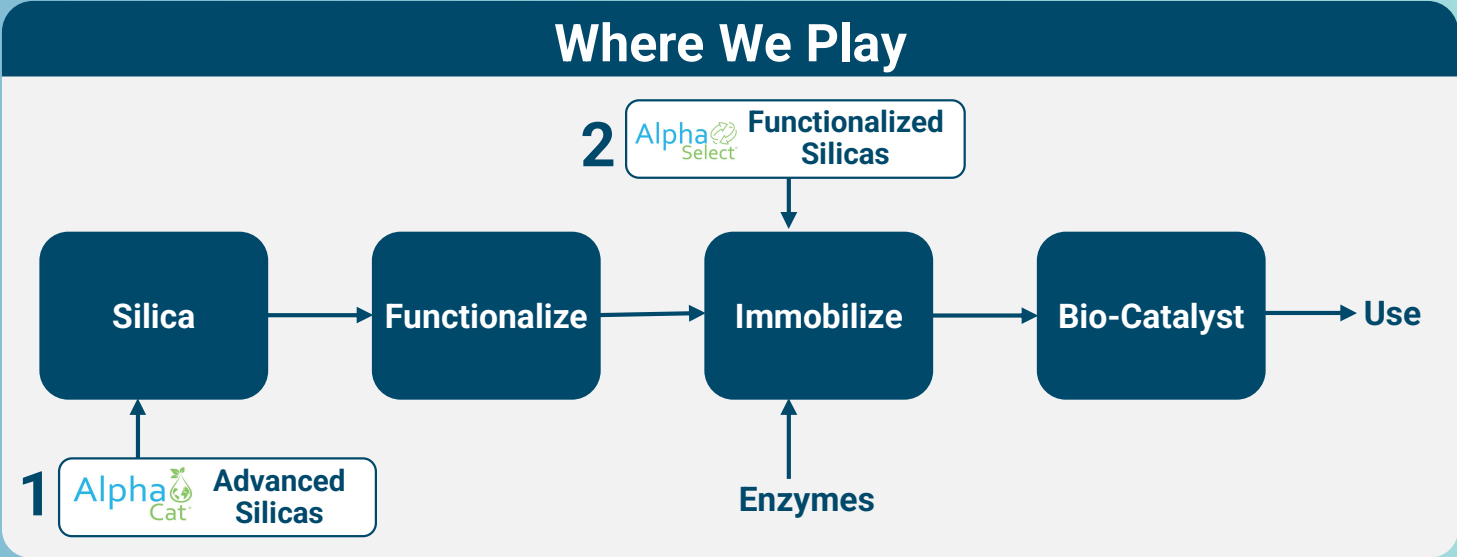 Where We Play
2
Alpha
Select
Functionalized
Silicas
Silica
Functionalize
Immobilize
Bio-Catalyst
Use
1
Alpha
Cat
Advanced
Silicas
Enzymes